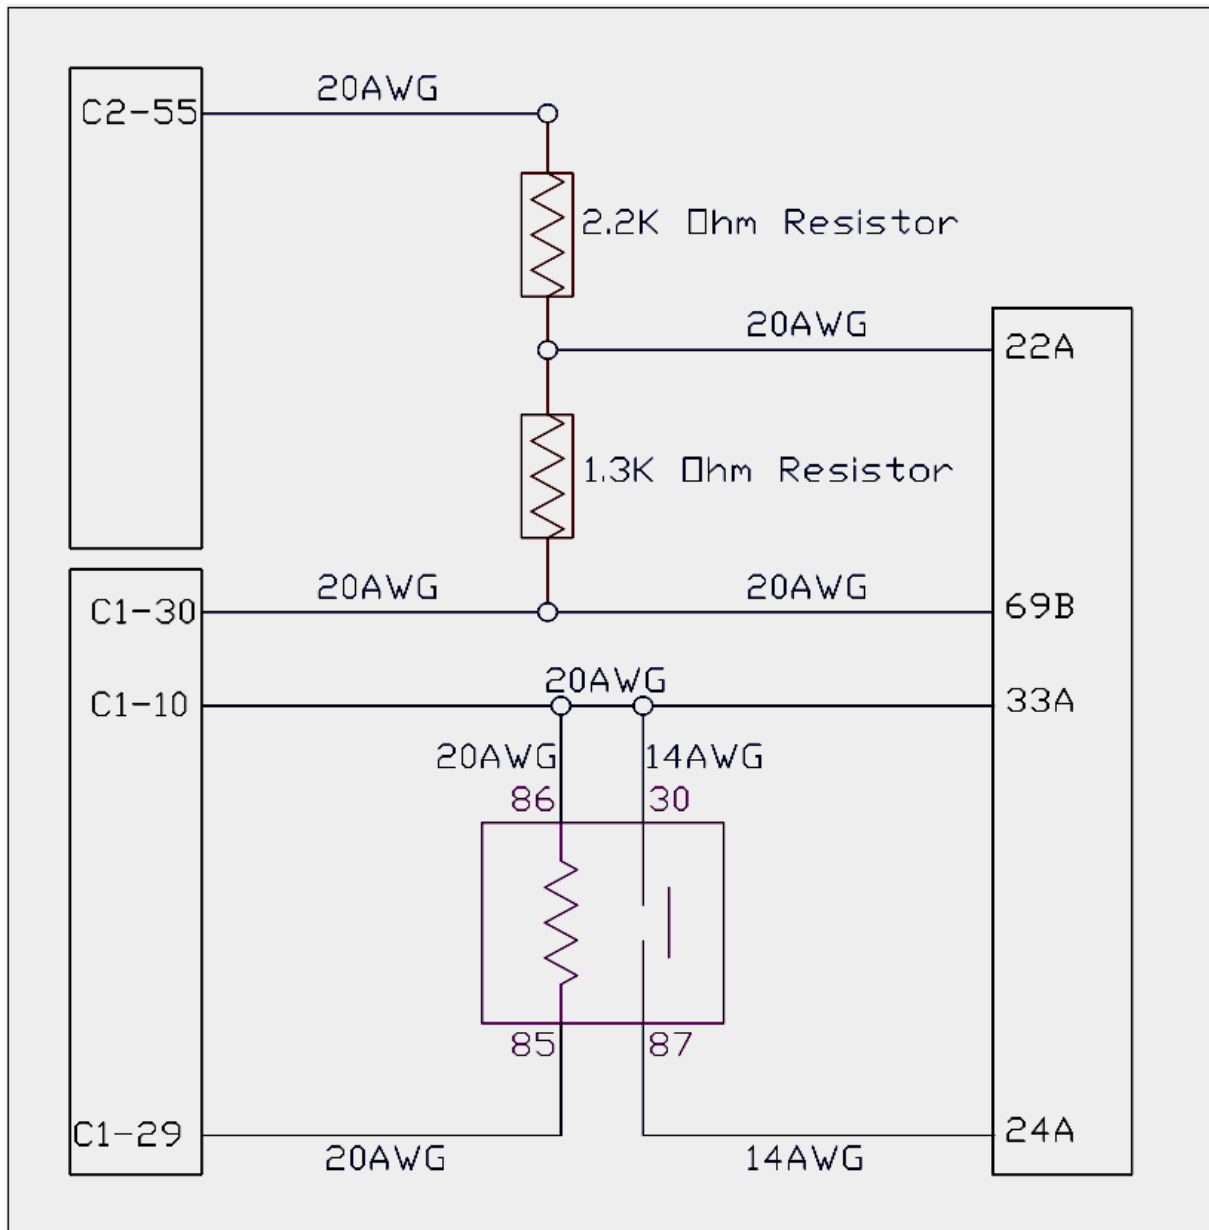 20AWG
C2-55
2.2K Ohm Resistor
20AWG
22A
1.3K Ohm Resistor
20AWG
20AWG
C1-30
69B
20AWG
C1-10
33A
20AWG
14AWG
86
30
85
87
C1-29
24A
20AWG
14AWG